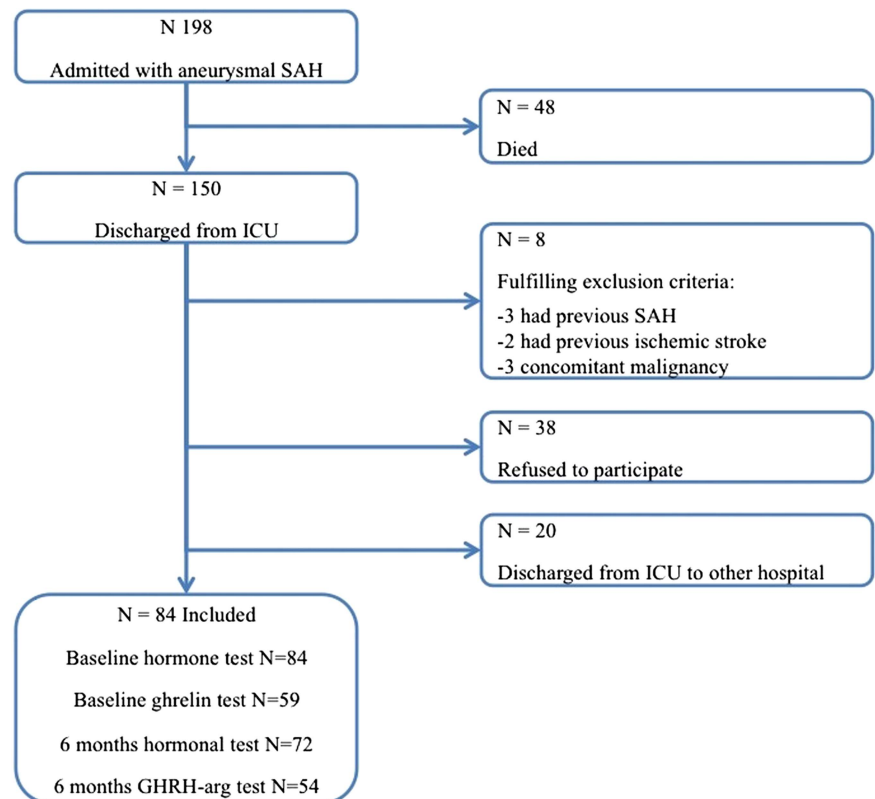 N 198
Admitted with aneurysmal SAH
N = 48
Died
N = 150
Discharged from ICU
N = 8
Fulfilling exclusion criteria:
-3 had previous SAH
-2 had previous ischemic stroke
-3 concomitant malignancy
N = 38
Refused to participate
N = 20
Discharged from ICU to other hospital
N = 84 Included
Baseline hormone test N=84
Baseline ghrelin test N=59
6 months hormonal test N=72
6 months GHRH-arg test N=54